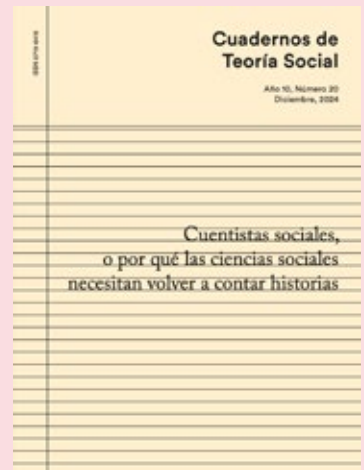 Cuadernos de
Teoría Social
Año 10, Número 20
Diciembre, 2024
Cuentistas sociales,
o por qué las ciencias sociales
necesitan volver a contar historias